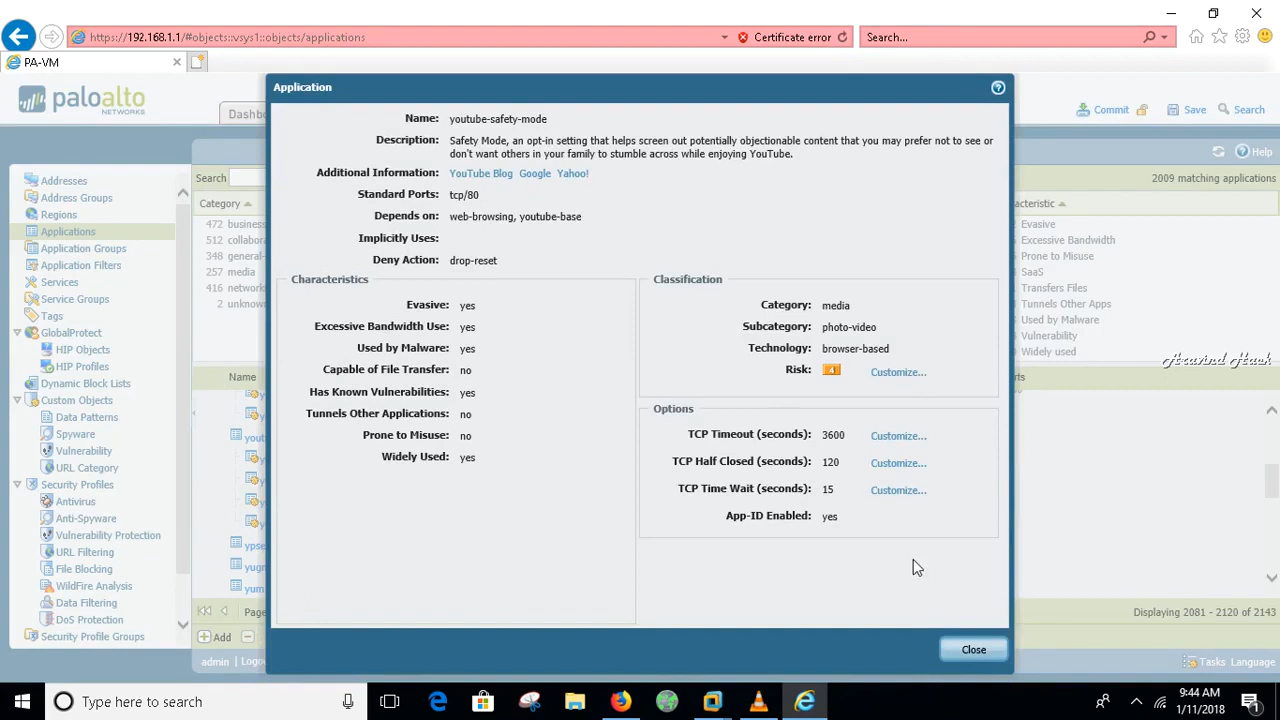 https://192.168.1.1/#objects::vsys1::objects/applications
Certificate error
Search...
PA-VM
paloalto
NETWORKS
Dashbo
Commit
Save
Search
Help
Addresses
Address Groups
Regions
Applications
Application Groups
Application Filters
Services
Service Groups
Tags
GlobalProtect
HIP Objects
HIP Profiles
Dynamic Block Lists
Custom Objects
Data Patterns
Spyware
Vulnerability
URL Category
Security Profiles
Antivirus
Anti-Spyware
Vulnerability Protection
URL Filtering
File Blocking
WildFire Analysis
Data Filtering
DoS Protection
Security Profile Groups
Search
2009 matching applications
Category
472 business
512 collabora
348 general-
257 media
416 network
2 unknow
Name
yout
ypse
yugr
yum
Page
Add
admin
Logo
Application
Name: youtube-safety-mode
Description: Safety Mode, an opt-in setting that helps screen out potentially objectionable content that you may prefer not to see or
don't want others in your family to stumble across while enjoying YouTube.
Additional Information: YouTube Blog Google Yahoo!
Standard Ports: tcp/80
Depends on: web-browsing, youtube-base
Implicitly Uses:
Deny Action: drop-reset
Characteristics
Evasive: yes
Excessive Bandwidth Use: yes
Used by Malware: yes
Capable of File Transfer: no
Has Known Vulnerabilities: yes
Tunnels Other Applications: no
Prone to Misuse: no
Widely Used: yes
Classification
Category: media
Subcategory: photo-video
Technology: browser-based
Risk: 4 Customize...
Options
TCP Timeout (seconds): 3600 Customize...
TCP Half Closed (seconds): 120 Customize...
TCP Time Wait (seconds): 15 Customize...
App-ID Enabled: yes
Close
acteristic
Evasive
Excessive Bandwidth
Prone to Misuse
SaaS
Transfers Files
Tunnels Other Apps
Used by Malware
Vulnerability
Widely used
Displaying 2081 - 2120 of 2143
Tasks
Language
Type here to search
9:44 AM
1/11/2018